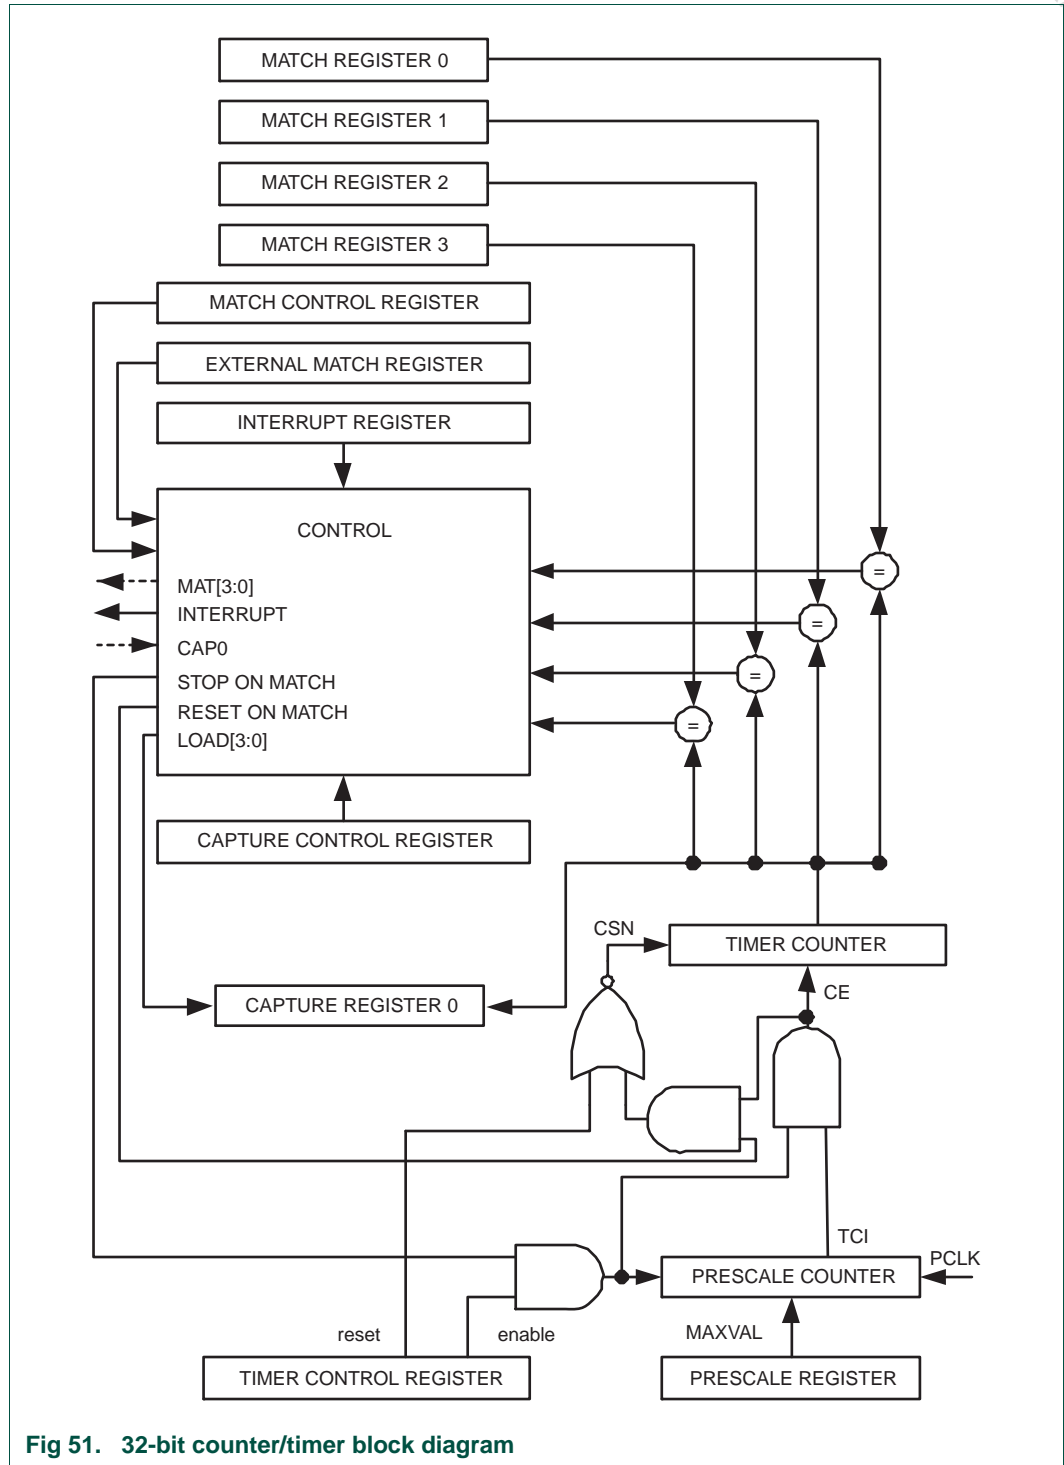 MATCH REGISTER 0
MATCH REGISTER 1
MATCH REGISTER 2
MATCH REGISTER 3
MATCH CONTROL REGISTER
EXTERNAL MATCH REGISTER
INTERRUPT REGISTER
CONTROL
=
MAT[3:0]
INTERRUPT
=
CAP0
STOP ON MATCH
=
RESET ON MATCH
=
LOAD[3:0]
CAPTURE CONTROL REGISTER
CSN
TIMER COUNTER
CE
CAPTURE REGISTER 0
TCI
PCLK
PRESCALE COUNTER
reset
enable
MAXVAL
TIMER CONTROL REGISTER
PRESCALE REGISTER
Fig 51. 32-bit counter/timer block diagram